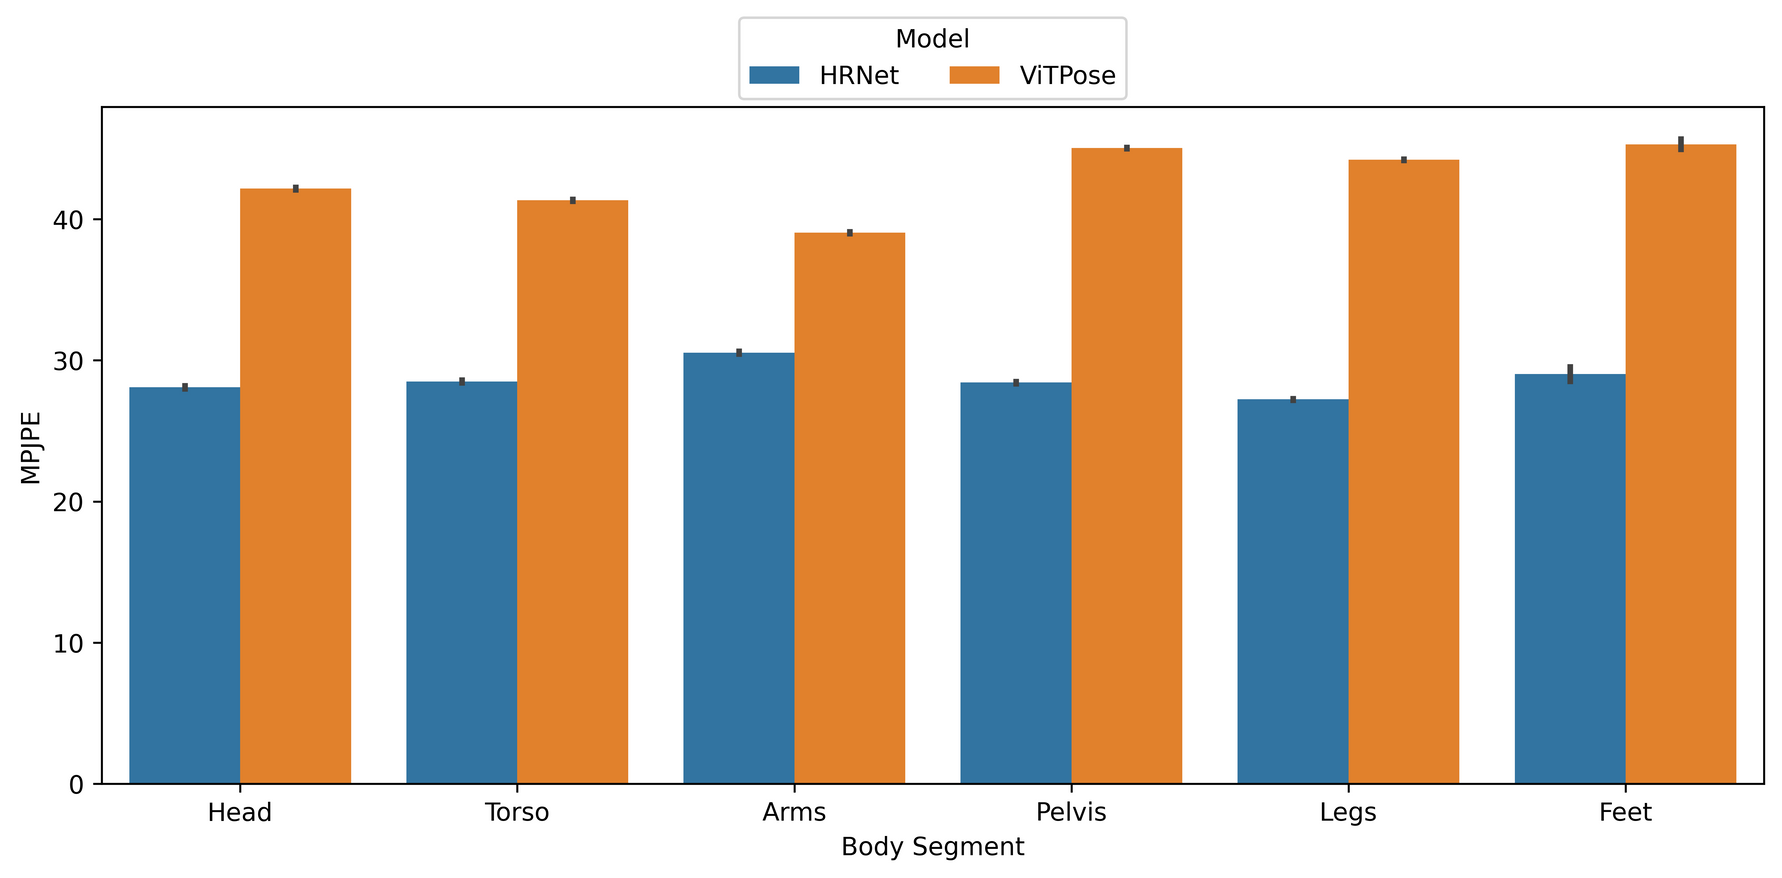 Model
HRNet ViTPose
MPJPE
40
30
20
10
0
Head Torso Arms Pelvis Legs Feet
Body Segment